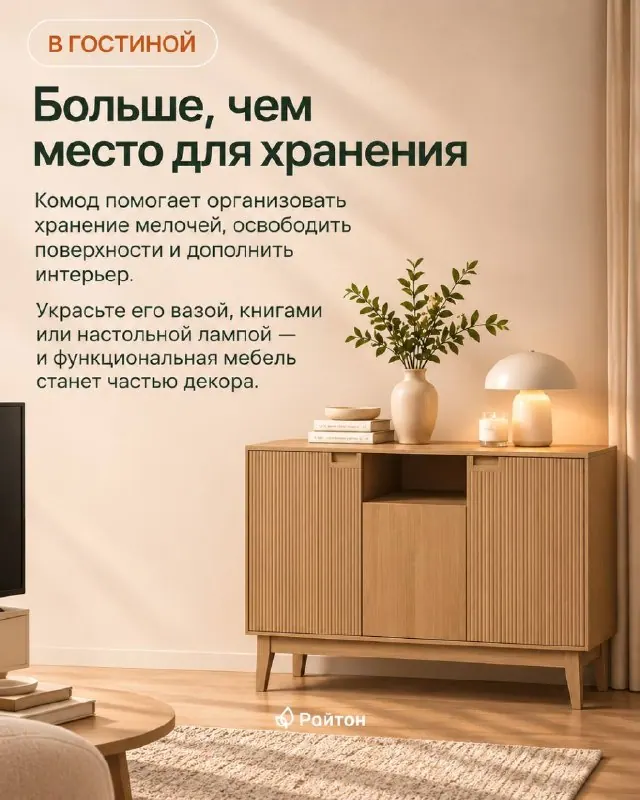 В ГОСТИНОЙ
Больше, чем
место для хранения
Комод помогает организовать
хранение мелочей, освободить
поверхности и дополнить
интерьер.
Украсьте его вазой, книгами
или настольной лампой —
и функциональная мебель
станет частью декора.
Райтон